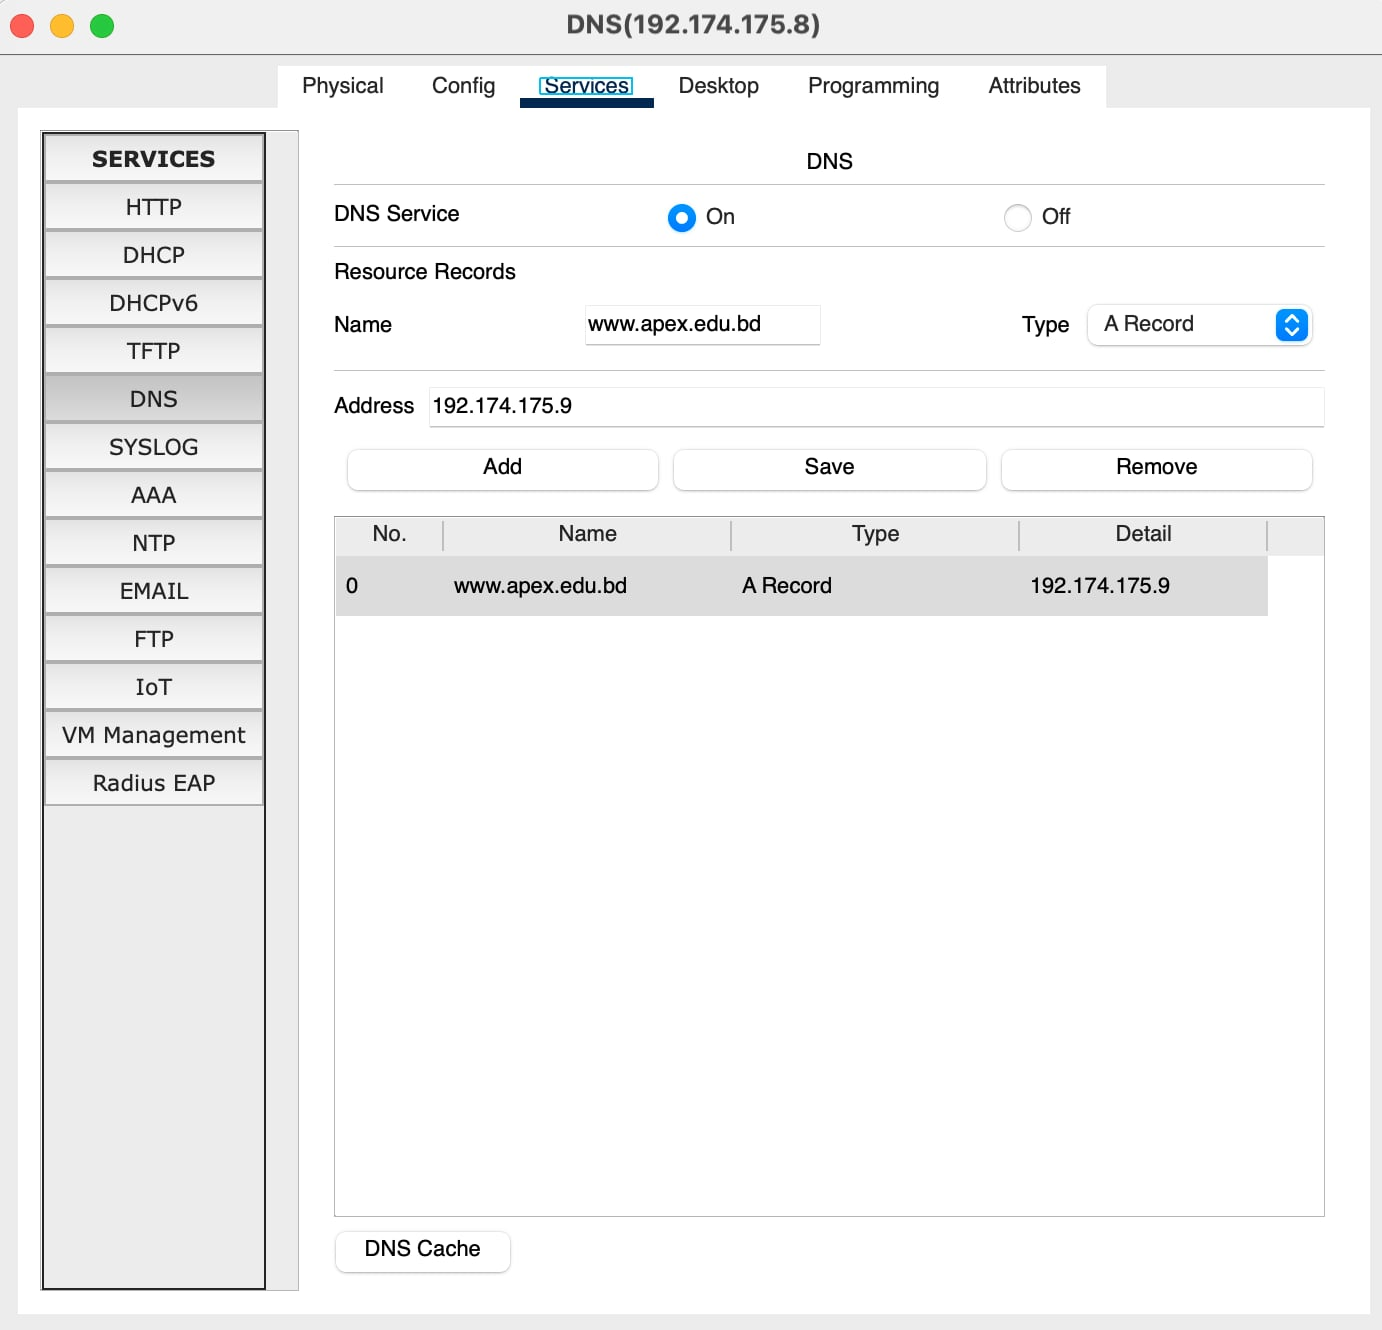 DNS(192.174.175.8)
Physical Config Services Desktop Programming Attributes
SERVICES
HTTP
DHCP
DHCPv6
TFTP
DNS
SYSLOG
AAA
NTP
EMAIL
FTP
IoT
VM Management
Radius EAP
DNS
DNS Service On Off
Resource Records
Name www.apex.edu.bd Type A Record
Address 192.174.175.9
Add Save Remove
No. Name Type Detail
0 www.apex.edu.bd A Record 192.174.175.9
DNS Cache